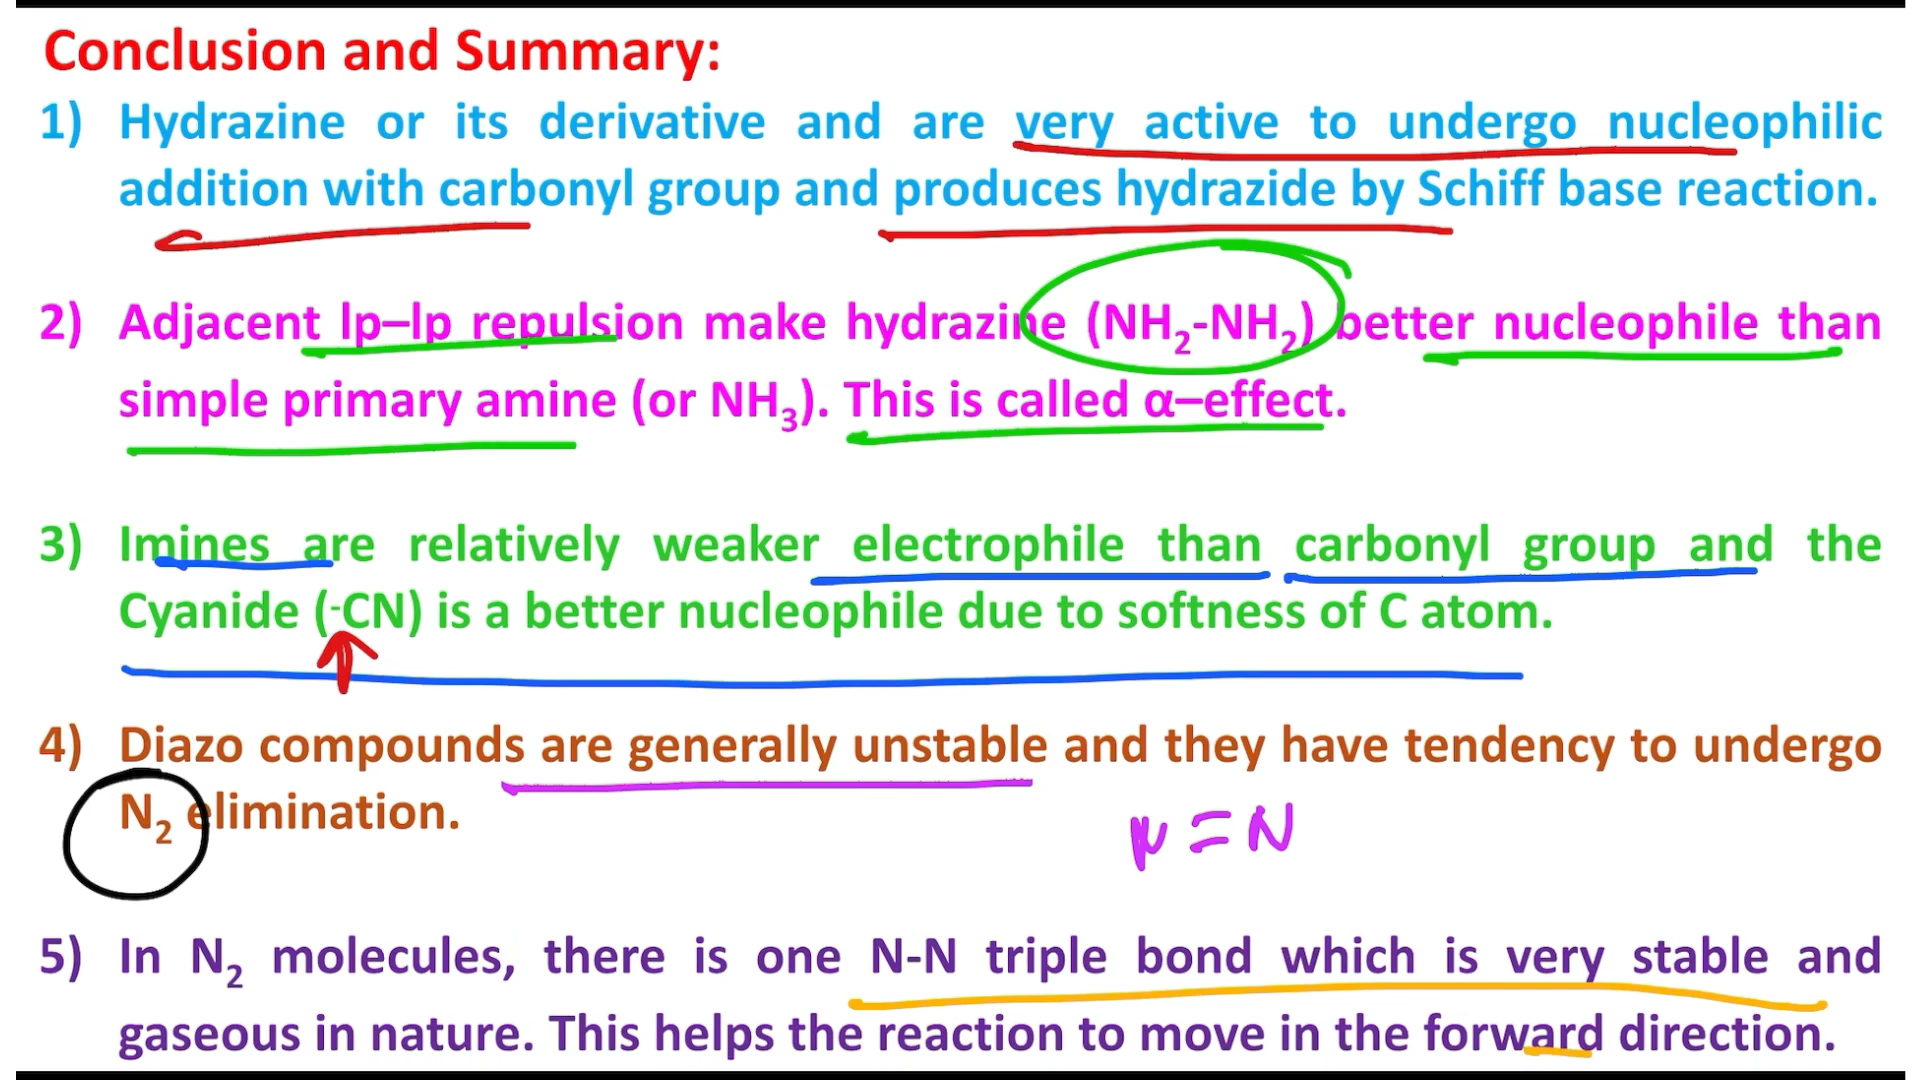 Conclusion and Summary:
1) Hydrazine or its derivative and are very active to undergo nucleophilic
addition with carbonyl group and produces hydrazide by Schiff base reaction.
2) Adjacent lp–lp repulsion make hydrazine (NH₂-NH₂) better nucleophile than
simple primary amine (or NH₃). This is called α–effect.
3) Imines are relatively weaker electrophile than carbonyl group and the
Cyanide (⁻CN) is a better nucleophile due to softness of C atom.
4) Diazo compounds are generally unstable and they have tendency to undergo
N₂ elimination.
N = N
5) In N₂ molecules, there is one N-N triple bond which is very stable and
gaseous in nature. This helps the reaction to move in the forward direction.